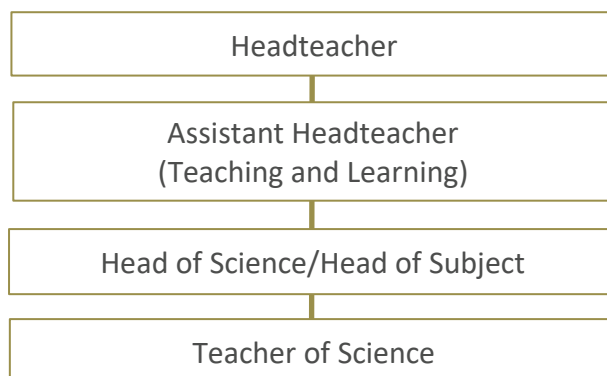 Headteacher
Assistant Headteacher
(Teaching and Learning)
Head of Science/Head of Subject
Teacher of Science